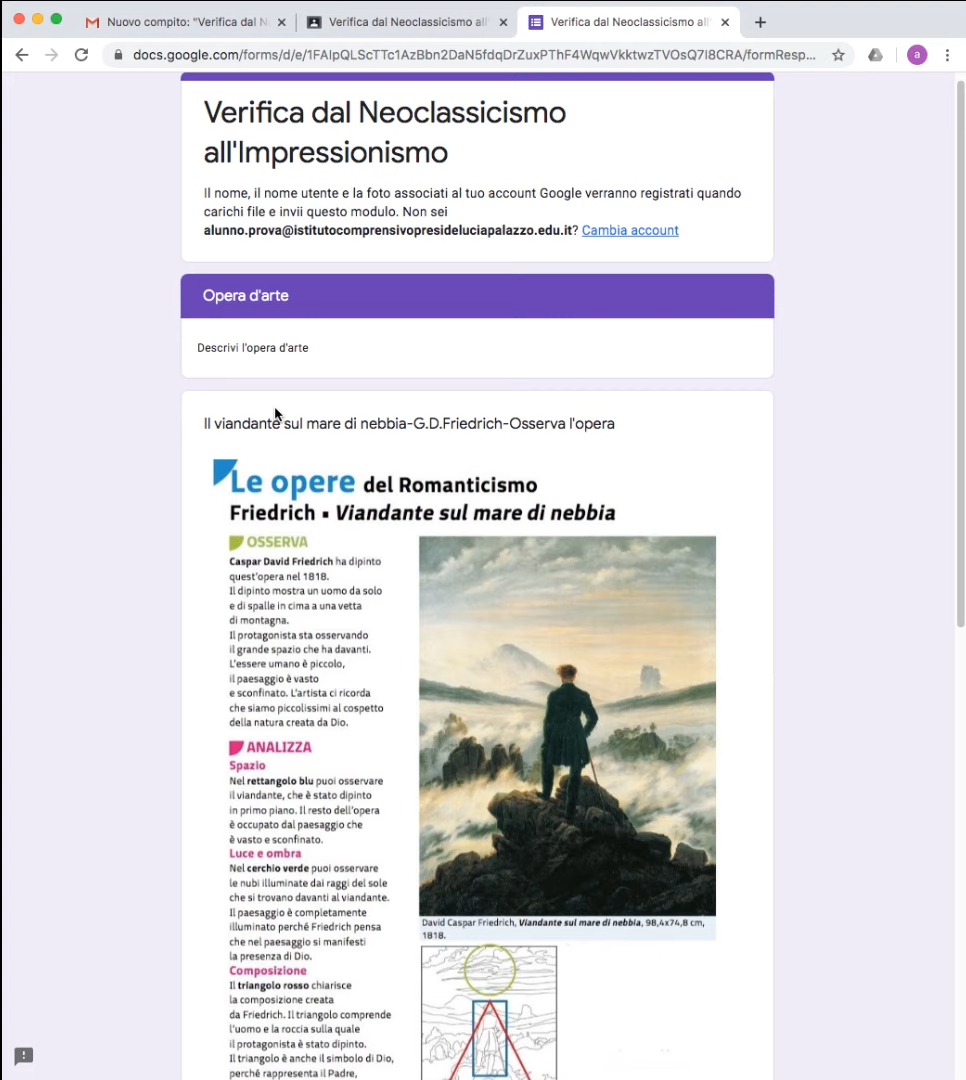 Nuovo compito: "Verifica dal N
Verifica dal Neoclassicismo al
Verifica dal Neoclassicismo al
docs.google.com/forms/d/e/1FAIpQLScTTc1AzBbn2DaN5fdqDrZuxPThF4WqwVkktwzTVOsQ7I8CRA/formResp...
a
Verifica dal Neoclassicismo
all'Impressionismo
Il nome, il nome utente e la foto associati al tuo account Google verranno registrati quando
carichi file e invii questo modulo. Non sei
alunno.prova@istitutocomprensivopresideluciapalazzo.edu.it? Cambia account
Opera d'arte
Descrivi l'opera d'arte
Il viandante sul mare di nebbia-G.D.Friedrich-Osserva l'opera
Le opere del Romanticismo
Friedrich ▪ Viandante sul mare di nebbia
OSSERVA
Caspar David Friedrich ha dipinto
quest'opera nel 1818.
Il dipinto mostra un uomo da solo
e di spalle in cima a una vetta
di montagna.
Il protagonista sta osservando
il grande spazio che ha davanti.
L'essere umano è piccolo,
il paesaggio è vasto
e sconfinato. L'artista ci ricorda
che siamo piccolissimi al cospetto
della natura creata da Dio.
ANALIZZA
Spazio
Nel rettangolo blu puoi osservare
il viandante, che è stato dipinto
in primo piano. Il resto dell'opera
è occupato dal paesaggio che
è vasto e sconfinato.
Luce e ombra
Nel cerchio verde puoi osservare
le nubi illuminate dai raggi del sole
che si trovano davanti al viandante.
Il paesaggio è completamente
illuminato perché Friedrich pensa
che nel paesaggio si manifesti
la presenza di Dio.
Composizione
Il triangolo rosso chiarisce
la composizione creata
da Friedrich. Il triangolo comprende
l'uomo e la roccia sulla quale
il protagonista è stato dipinto.
Il triangolo è anche il simbolo di Dio,
perché rappresenta il Padre,
David Caspar Friedrich, Viandante sul mare di nebbia, 98,4x74,8 cm,
1818.